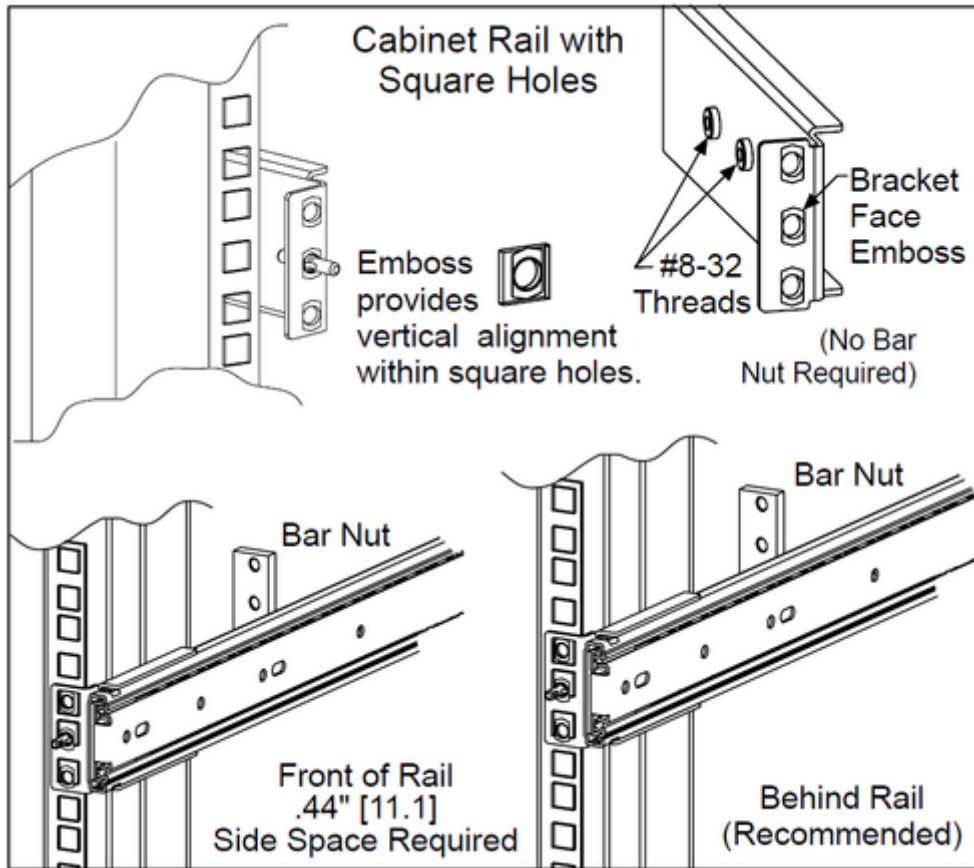 Cabinet Rail with
Square Holes
Emboss
provides
vertical alignment
within square holes.
#8-32
Threads
Bracket
Face
Emboss
(No Bar
Nut Required)
Bar Nut
Front of Rail
.44" [11.1]
Side Space Required
Bar Nut
Behind Rail
(Recommended)